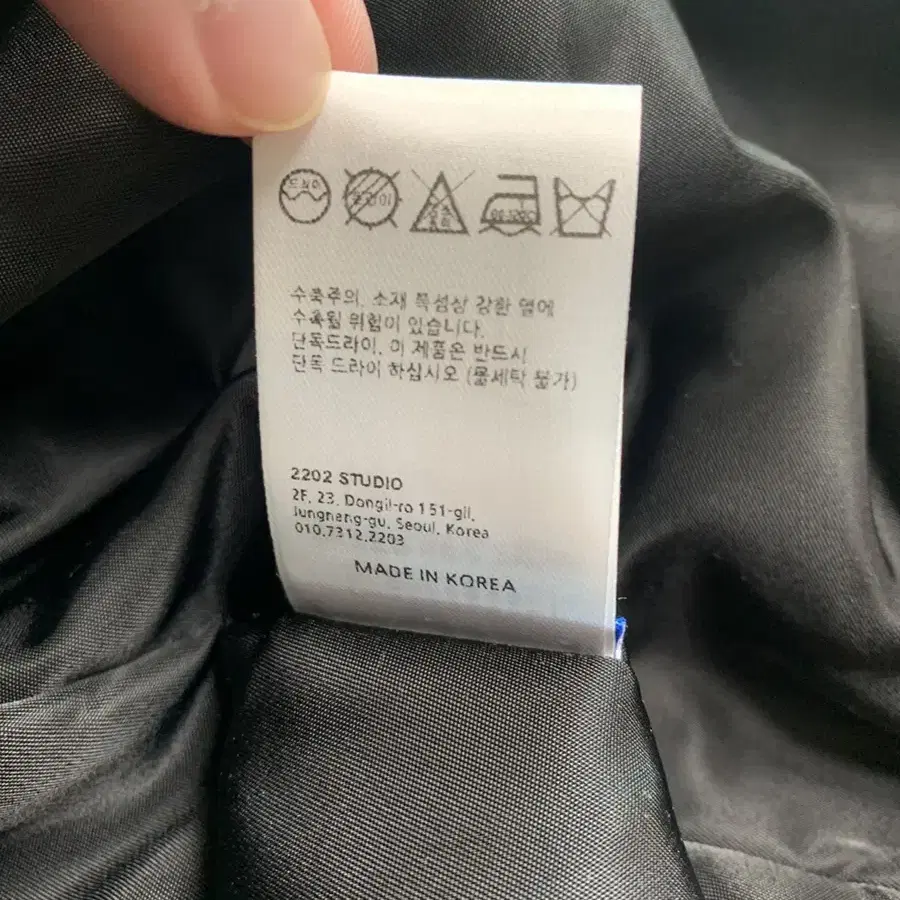 드라이
수축주의. 소재 특성상 강한 열에
수축될 위험이 있습니다.
단독드라이. 이 제품은 반드시
단독 드라이 하십시오 (물세탁 불가)
2202 STUDIO
2F, 23, Dongil-ro 151-gil,
Jungnang-gu, Seoul, Korea
010.7312.2203
MADE IN KOREA